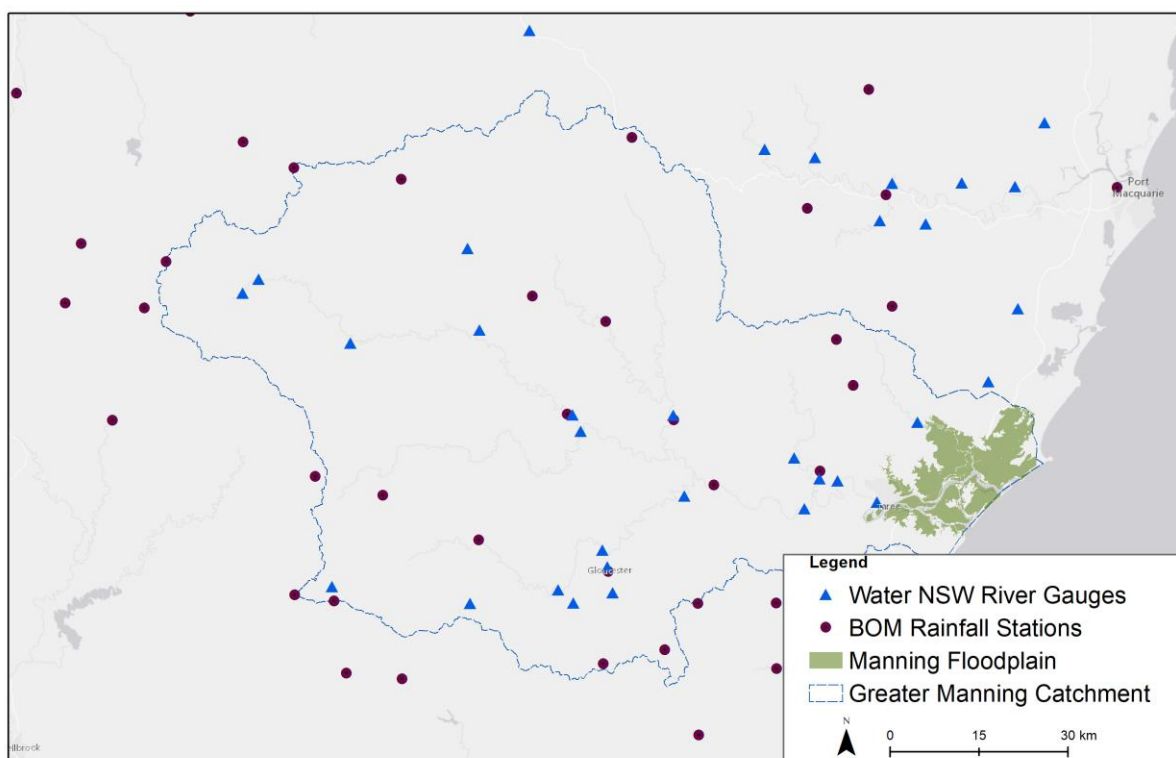 Port
Macquarie
Taree
Gloucester
Legend
Water NSW River Gauges
BOM Rainfall Stations
Manning Floodplain
Greater Manning Catchment
N
0 15 30 km